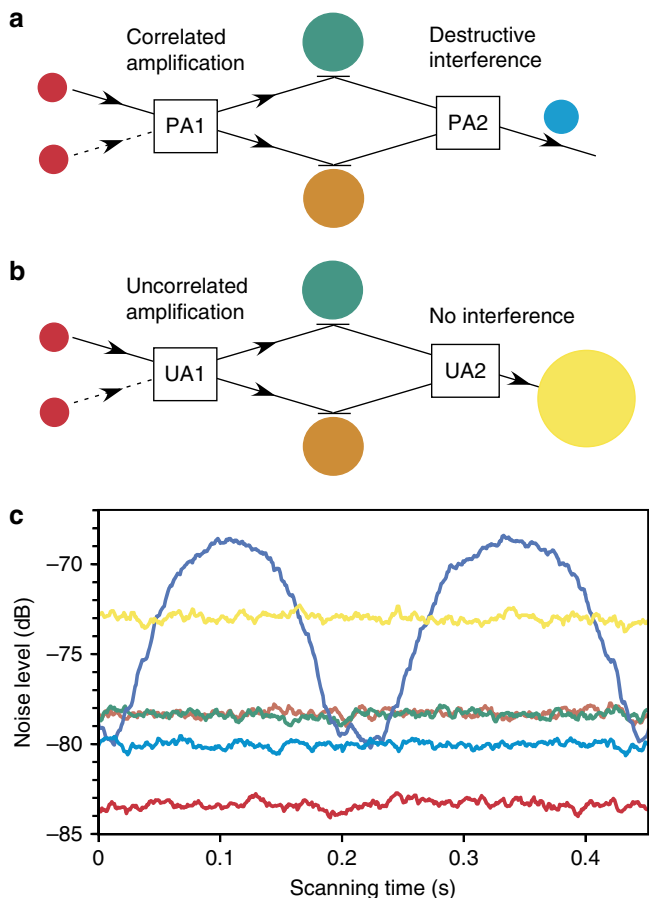 a
Correlated
amplification
Destructive
interference
PA1
PA2
b
Uncorrelated
amplification
No interference
UA1
UA2
c
Noise level (dB)
−70
−75
−80
−85
0
0.1
0.2
0.3
0.4
Scanning time (s)